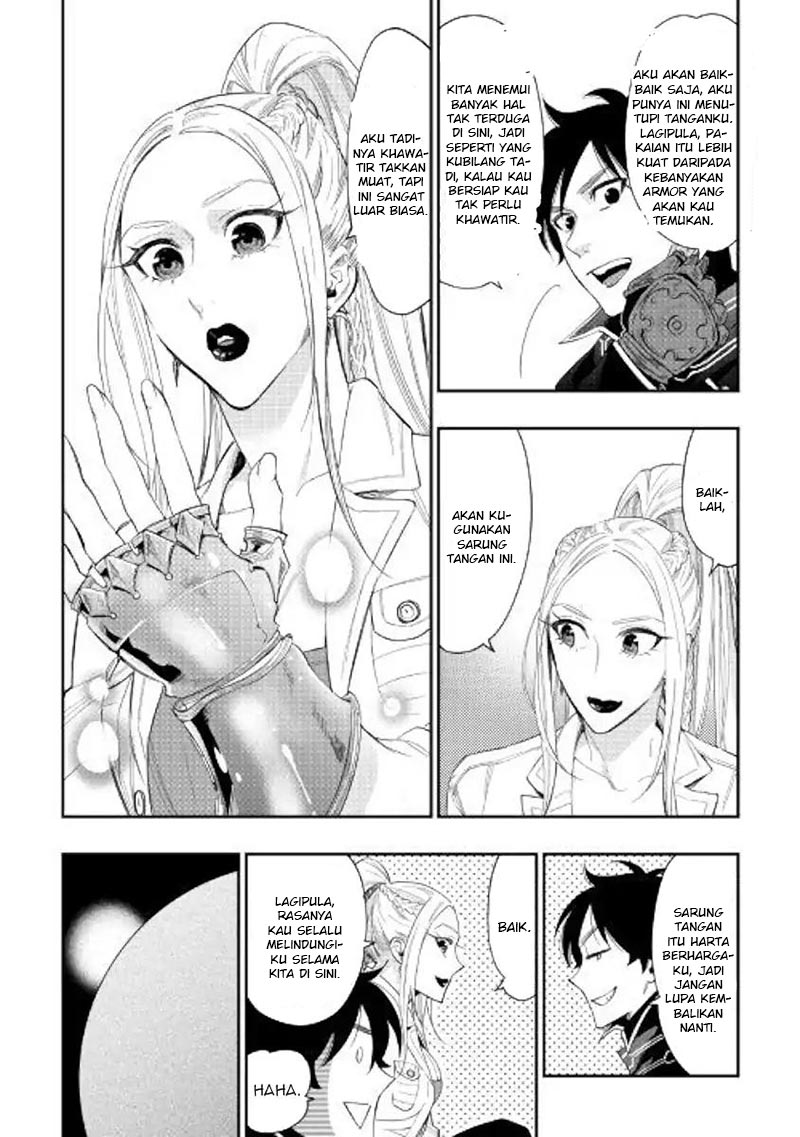 AKU AKAN BAIK-
BAIK SAJA, AKU
PUNYA INI MENU-
TUPI TANGANKU.
LAGIPULA, PA-
KAIAN ITU LEBIH
KUAT DARIPADA
KEBANYAKAN
ARMOR YANG
AKAN KAU
TEMUKAN.
KITA MENEMUI
BANYAK HAL
TAK TERDUGA
DI SINI, JADI
SEPERTI YANG
KUBILANG TA-
DI, KALAU KAU
BERSIAP KAU
TAK PERLU
KHAWATIR.
BAIK-
LAH,
AKAN KU-
GUNAKAN
SARUNG
TANGAN INI.
AKU TADI-
NYA KHAWA-
TIR TAKKAN
MUAT, TAPI
INI SANGAT
LUAR BIASA.
SARUNG
TANGAN
ITU HARTA
BERHARGA-
KU, JADI
JANGAN
LUPA KEM-
BALIKAN
NANTI.
BAIK.
LAGIPULA,
RASANYA
KAU SELALU
MELINDUNGI-
KU SELAMA
KITA DI SINI.
HAHA.